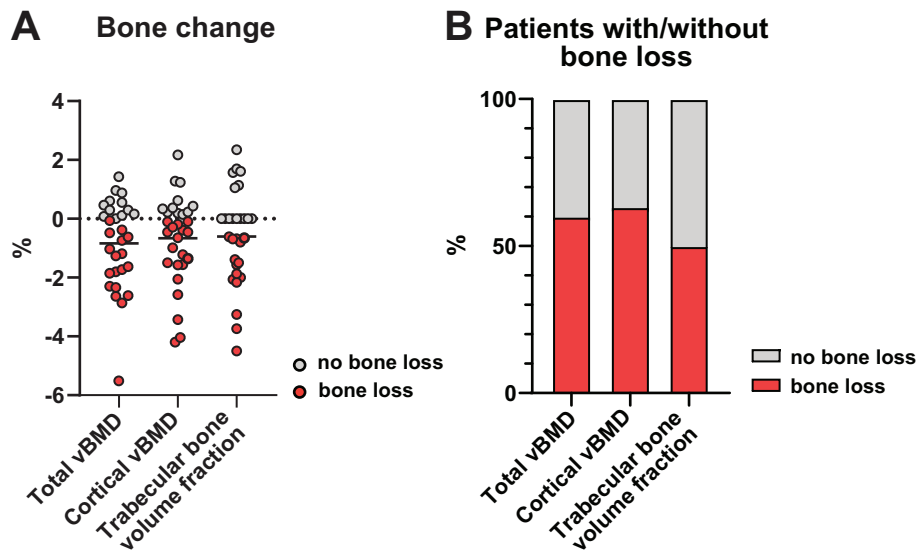 A Bone change
4
2
0
-2
-4
-6
%
Total vBMD
Cortical vBMD
Trabecular bone
volume fraction
no bone loss
bone loss
B Patients with/without
bone loss
100
50
0
%
Total vBMD
Cortical vBMD
Trabecular bone
volume fraction
no bone loss
bone loss